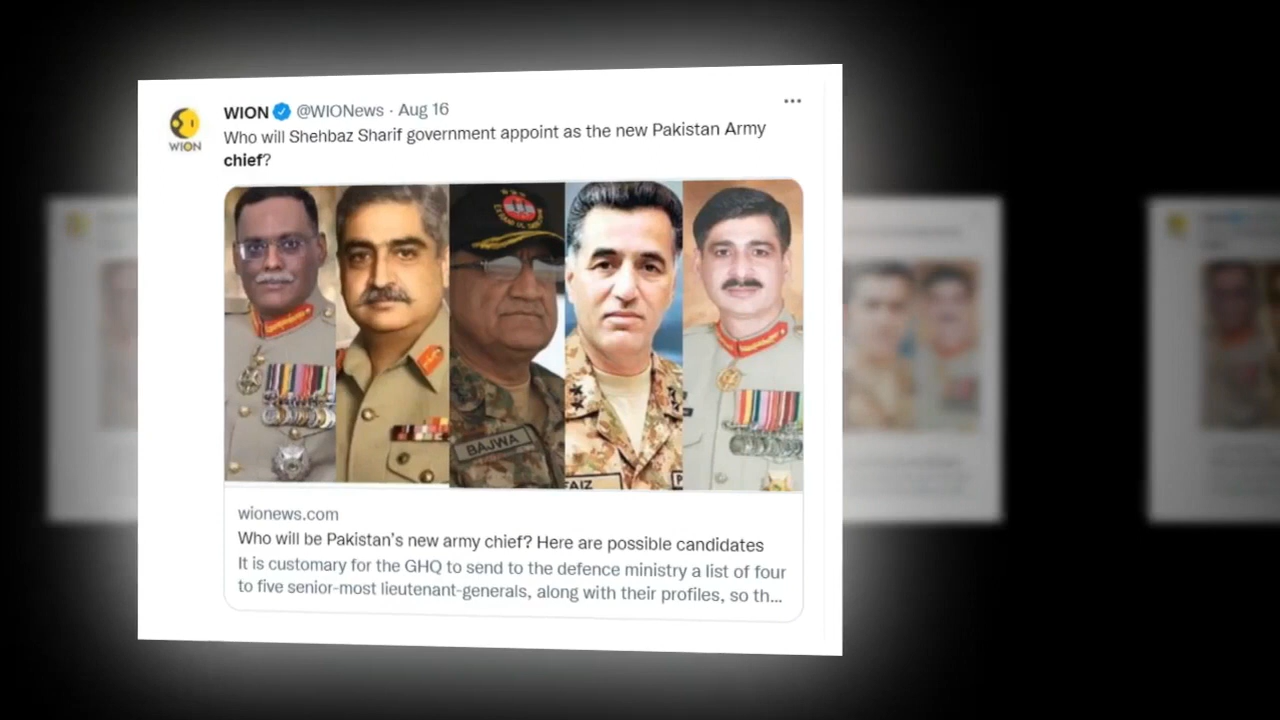 WION @WIONews · Aug 16
Who will Shehbaz Sharif government appoint as the new Pakistan Army
chief?
WION
BAJWA
FAIZ
P
wionews.com
Who will be Pakistan's new army chief? Here are possible candidates
It is customary for the GHQ to send to the defence ministry a list of four
to five senior-most lieutenant-generals, along with their profiles, so th...